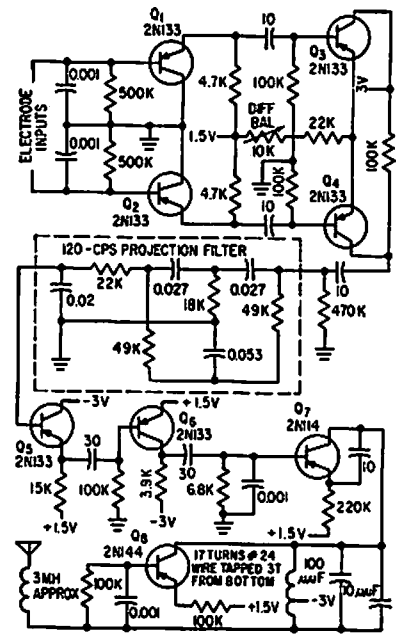 Q1
2N133
10
Q3
2N133
3V
0.001
500K
4.7K
100K
DIFF
BAL
10K
22K
1.5V
ELECTRODE
INPUTS
0.001
500K
100K
100K
Q2
2N133
4.7K
10
Q4
2N133
120-CPS PROJECTION FILTER
22K
0.027
0.027
10
0.02
18K
49K
470K
49K
0.053
-3V
+1.5V
Q5
2N133
30
Q6
2N133
30
Q7
2N114
10
15K
100K
3.9K
6.8K
0.001
220K
+1.5V
-3V
+1.5V
Q8
2N144
17 TURNS #24
WIRE TAPPED 3T
FROM BOTTOM
100
μμF
10μμF
3MH
APPROX
100K
0.001
+1.5V
-3V
100K